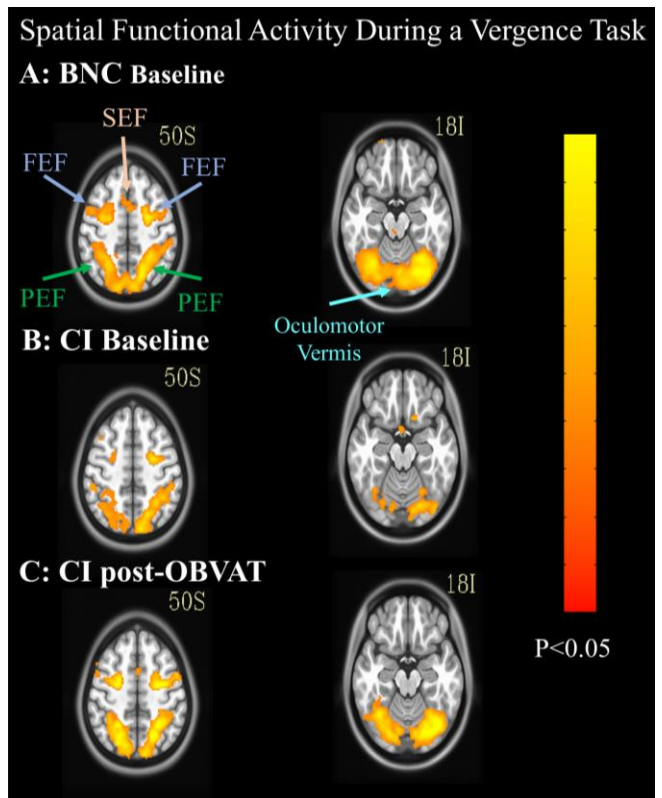 Spatial Functional Activity During a Vergence Task
A: BNC Baseline
SEF
50S
18I
FEF
FEF
PEF
PEF
Oculomotor
Vermis
B: CI Baseline
50S
18I
C: CI post-OBVAT
50S
18I
P<0.05